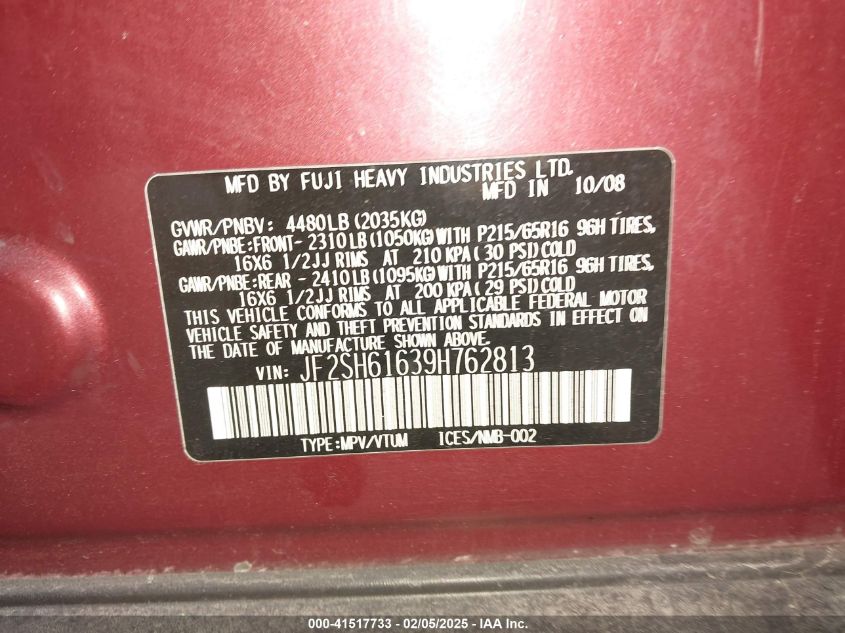 MFD BY FUJI HEAVY INDUSTRIES LTD.
MFD IN 10/08
GVWR/PNBV: 4480LB (2035KG)
GAWR/PNBE:FRONT- 2310LB (1050KG) WITH P215/65R16 96H TIRES,
16X6 1/2JJ RIMS AT 210 KPA ( 30 PSI) COLD
GAWR/PNBE:REAR - 2410LB (1095KG) WITH P215/65R16 96H TIRES,
16X6 1/2JJ RIMS AT 200 KPA ( 29 PSI) COLD
THIS VEHICLE CONFORMS TO ALL APPLICABLE FEDERAL MOTOR
VEHICLE SAFETY AND THEFT PREVENTION STANDARDS IN EFFECT ON
THE DATE OF MANUFACTURE SHOWN ABOVE.
VIN: JF2SH61639H762813
TYPE:MPV/VTUM ICES/NMB-002
000-41517733 - 02/05/2025 - IAA Inc.